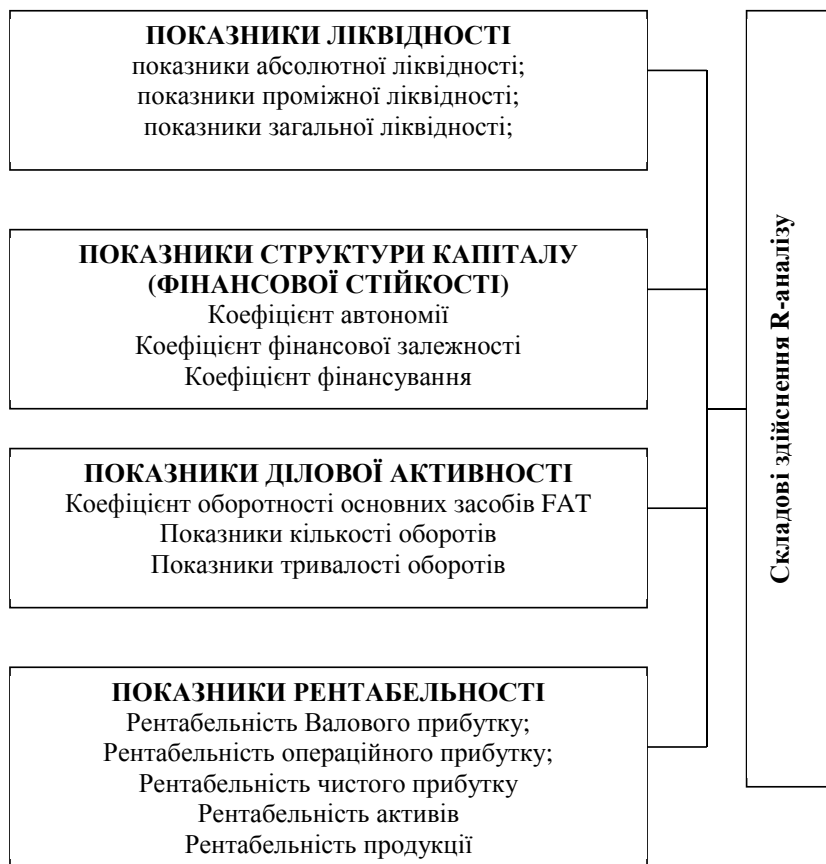 ПОКАЗНИКИ ЛІКВІДНОСТІ
показники абсолютної ліквідності;
показники проміжної ліквідності;
показники загальної ліквідності;
ПОКАЗНИКИ СТРУКТУРИ КАПІТАЛУ
(ФІНАНСОВОЇ СТІЙКОСТІ)
Коефіцієнт автономії
Коефіцієнт фінансової залежності
Коефіцієнт фінансування
ПОКАЗНИКИ ДІЛОВОЇ АКТИВНОСТІ
Коефіцієнт оборотності основних засобів FAT
Показники кількості оборотів
Показники тривалості оборотів
ПОКАЗНИКИ РЕНТАБЕЛЬНОСТІ
Рентабельність Валового прибутку;
Рентабельність операційного прибутку;
Рентабельність чистого прибутку
Рентабельність активів
Рентабельність продукції
Складові здійснення R-аналізу